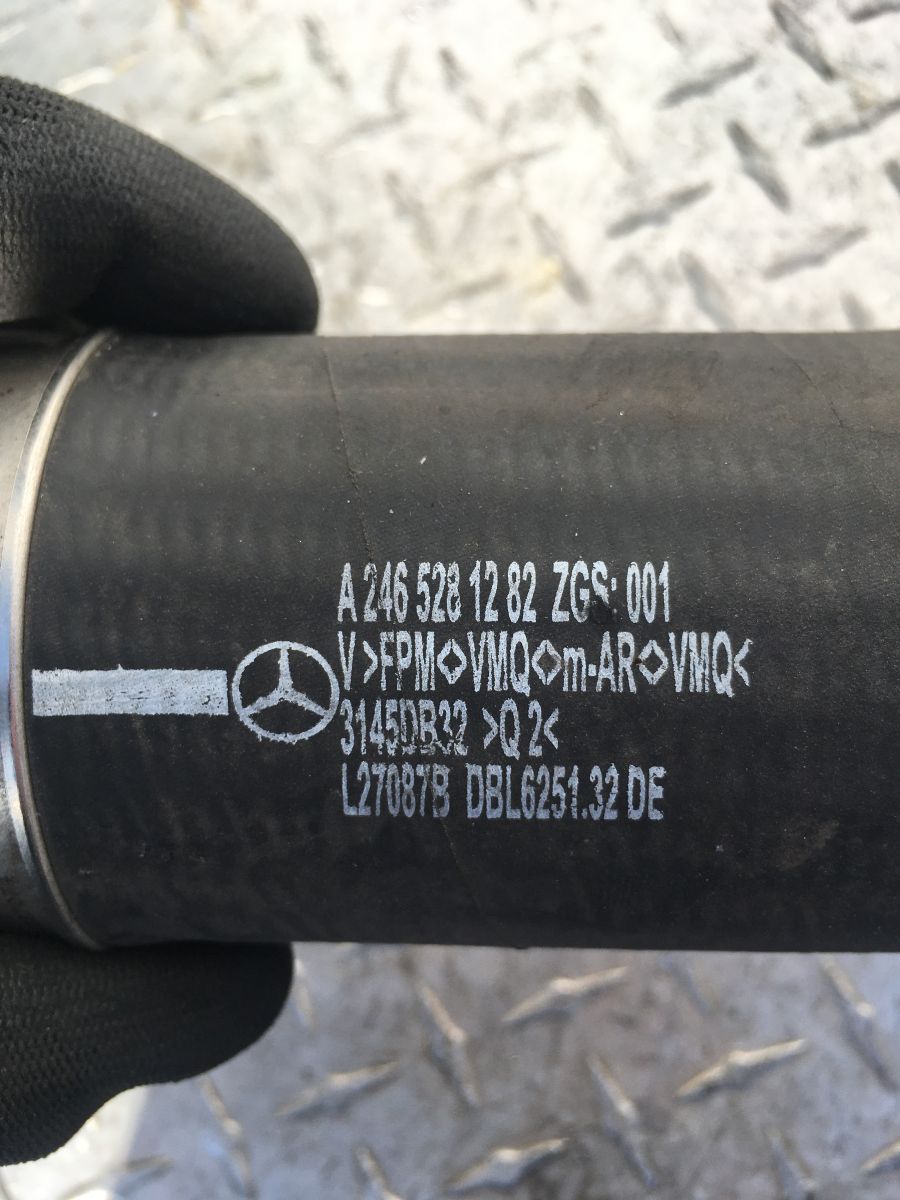 A 246 528 12 82 ZGS: 001
V>FPM◇VMQ◇m-AR◇VMQ<
3145DB32 >Q 2<
L27087B DBL6251.32 DE